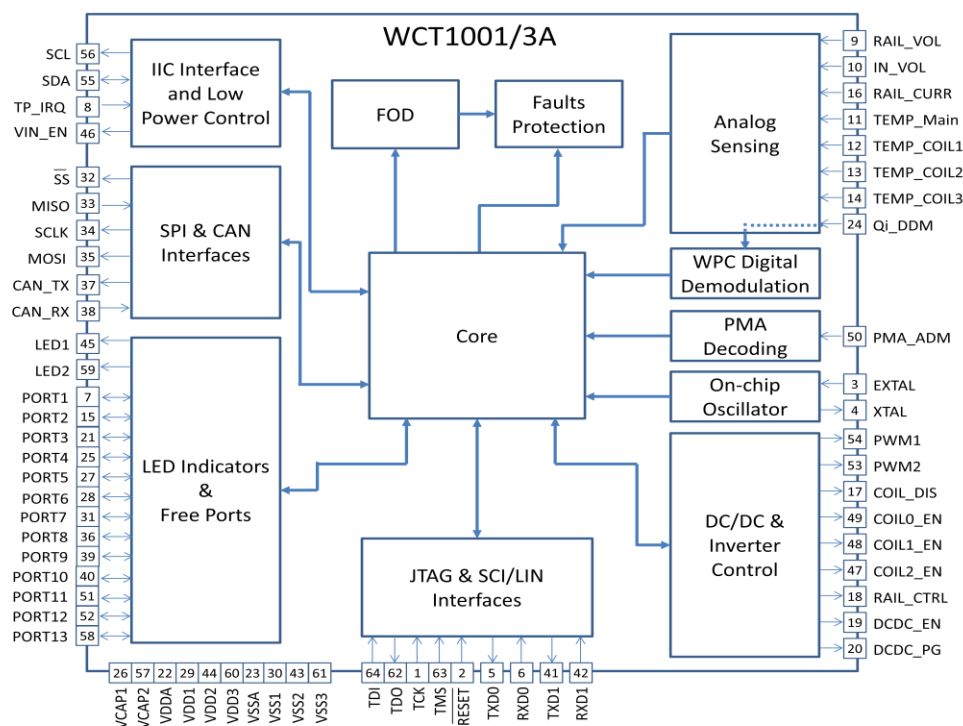 WCT1001/3A
SCL 56
SDA 55
TP_IRQ 8
VIN_EN 46
IIC Interface
and Low
Power Control
SS 32
MISO 33
SCLK 34
MOSI 35
CAN_TX 37
CAN_RX 38
SPI & CAN
Interfaces
LED1 45
LED2 59
PORT1 7
PORT2 15
PORT3 21
PORT4 25
PORT5 27
PORT6 28
PORT7 31
PORT8 36
PORT9 39
PORT10 40
PORT11 51
PORT12 52
PORT13 58
LED Indicators
&
Free Ports
FOD
Faults
Protection
Core
JTAG & SCI/LIN
Interfaces
Analog
Sensing
9 RAIL_VOL
10 IN_VOL
16 RAIL_CURR
11 TEMP_Main
12 TEMP_COIL1
13 TEMP_COIL2
14 TEMP_COIL3
24 Qi_DDM
WPC Digital
Demodulation
PMA
Decoding
50 PMA_ADM
On-chip
Oscillator
3 EXTAL
4 XTAL
DC/DC &
Inverter
Control
54 PWM1
53 PWM2
17 COIL_DIS
49 COIL0_EN
48 COIL1_EN
47 COIL2_EN
18 RAIL_CTRL
19 DCDC_EN
20 DCDC_PG
26 57 22 29 44 60 23 30 43 61
VCAP1
VCAP2
VDDA
VDD1
VDD2
VDD3
VSSA
VSS1
VSS2
VSS3
64 62 1 63 2 5 6 41 42
TDI
TDO
TCK
TMS
RESET
TXD0
RXD0
TXD1
RXD1